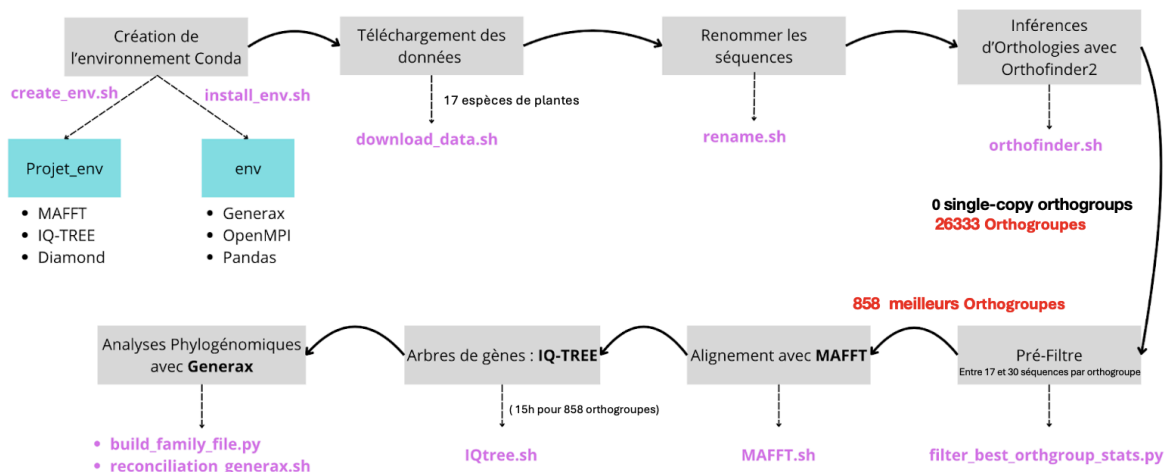 Création de
l'environnement Conda
Téléchargement des
données
Renommer les
séquences
Inférences
d'Orthologies avec
Orthofinder2
create_env.sh
install_env.sh
17 espèces de plantes
download_data.sh
rename.sh
orthofinder.sh
Projet_env
env
• MAFFT
• IQ-TREE
• Diamond
• Generax
• OpenMPI
• Pandas
0 single-copy orthogroups
26333 Orthogroupes
858 meilleurs Orthogroupes
Pré-Filtre
Entre 17 et 30 séquences par orthogroupe
Alignement avec MAFFT
Arbres de gènes : IQ-TREE
Analyses Phylogénomiques
avec Generax
(15h pour 858 orthogroupes)
filter_best_orthgroup_stats.py
MAFFT.sh
IQtree.sh
• build_family_file.py
• reconciliation_generax.sh